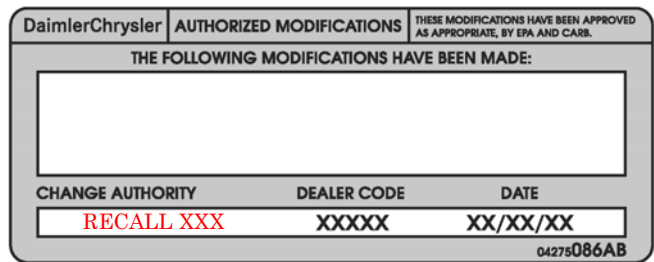 DaimlerChrysler AUTHORIZED MODIFICATIONS THESE MODIFICATIONS HAVE BEEN APPROVED
AS APPROPRIATE, BY EPA AND CARB.
THE FOLLOWING MODIFICATIONS HAVE BEEN MADE:
CHANGE AUTHORITY DEALER CODE DATE
RECALL XXX XXXXX XX/XX/XX
04275086AB